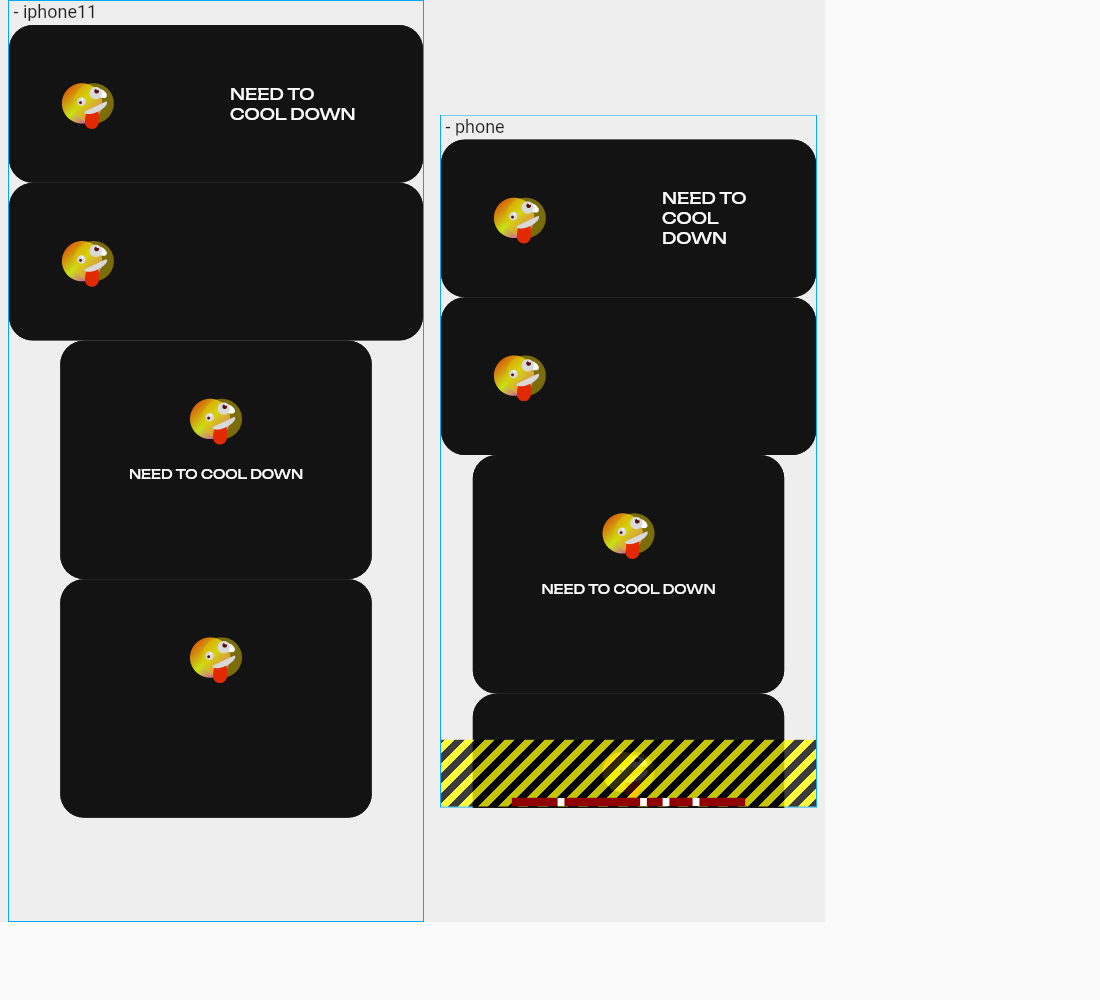 - iphone11
NEED TO
COOL DOWN
NEED TO COOL DOWN
- phone
NEED TO
COOL
DOWN
NEED TO COOL DOWN